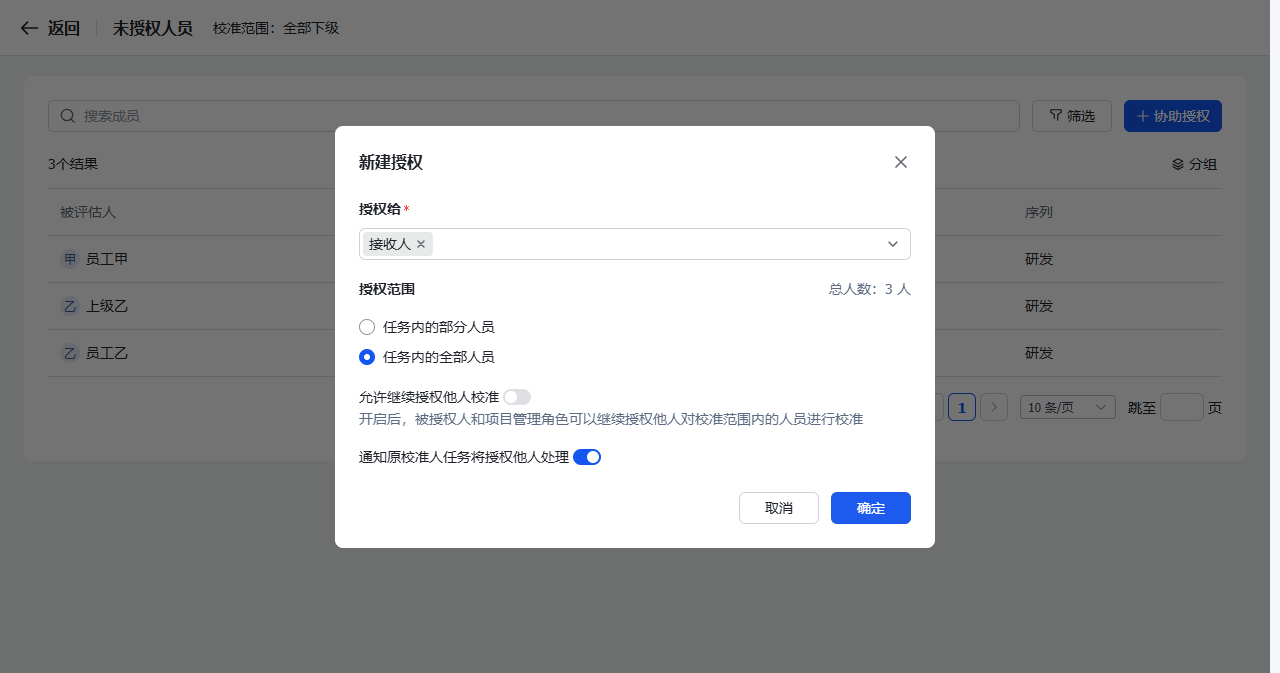 返回 未授权人员 校准范围：全部下级
搜索成员 筛选 协助授权
3个结果 分组
被评估人 序列
甲 员工甲 研发
乙 上级乙 研发
乙 员工乙 研发
1 10 条/页 跳至 页
新建授权
授权给*
接收人
授权范围 总人数：3 人
任务内的部分人员
任务内的全部人员
允许继续授权他人校准
开启后，被授权人和项目管理角色可以继续授权他人对校准范围内的人员进行校准
通知原校准人任务将授权他人处理
取消 确定